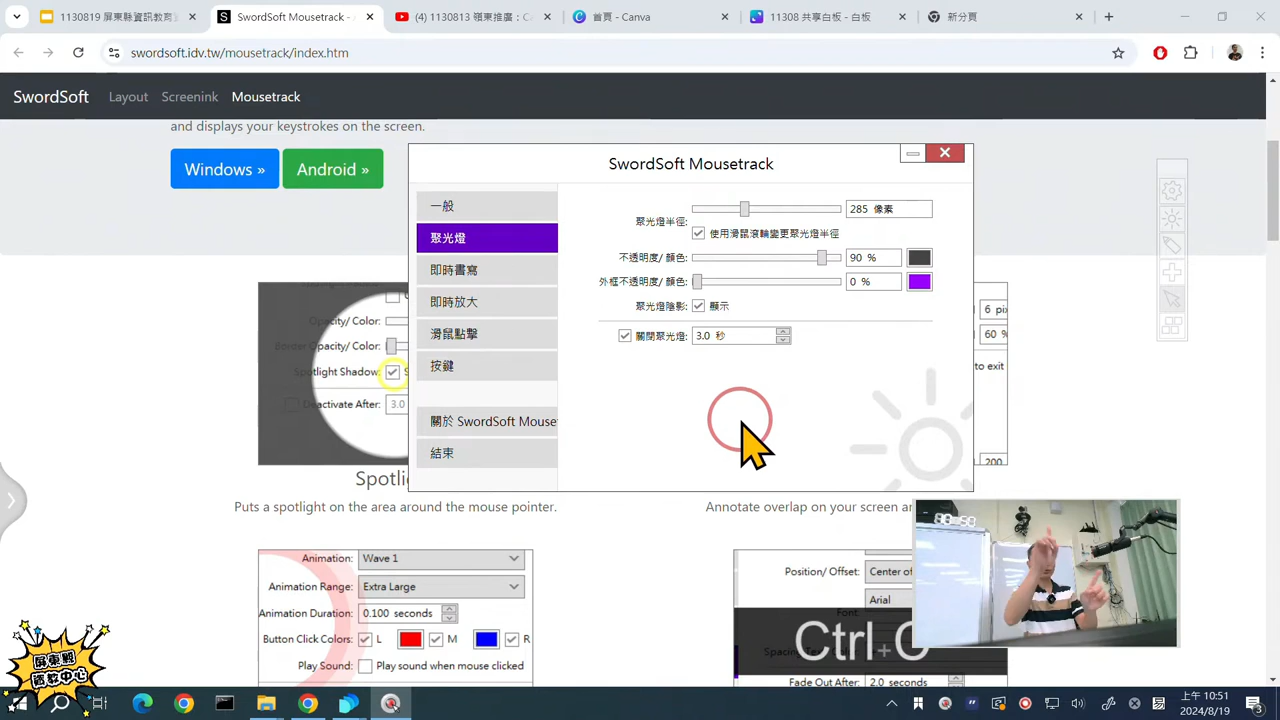 1130819 屏東縣資訊教育
SwordSoft Mousetrack -
(4) 1130813 嶺東推廣：C
首頁 - Canva
11308 共享白板 - 白板
新分頁
swordsoft.idv.tw/mousetrack/index.htm
SwordSoft
Layout
Screenink
Mousetrack
and displays your keystrokes on the screen.
Windows »
Android »
SwordSoft Mousetrack
一般
聚光燈
即時書寫
即時放大
滑鼠點擊
按鍵
關於 SwordSoft Mouse
結束
聚光燈半徑:
285 像素
使用滑鼠滾輪變更聚光燈半徑
不透明度/ 顏色:
90 %
外框不透明度/ 顏色:
0 %
聚光燈陰影:
顯示
關閉聚光燈:
3.0 秒
Opacity/ Color:
Border Opacity/ Color:
Spotlight Shadow:
Deactivate After:
3.0
6 pix
60 %
to exit
200
Spotli
Puts a spotlight on the area around the mouse pointer.
Annotate overlap on your screen
Animation:
Wave 1
Animation Range:
Extra Large
Animation Duration:
0.100 seconds
Button Click Colors:
L
M
R
Play Sound:
Play sound when mouse clicked
Position/ Offset:
Center of
Font
Arial
Ctrl+O
Fade Out After:
2.0 seconds
屏東縣
資教中心
上午 10:51
2024/8/19
3